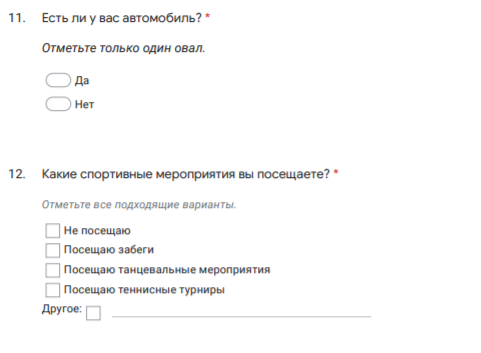 11. Есть ли у вас автомобиль? *
Отметьте только один овал.
Да
Нет
12. Какие спортивные мероприятия вы посещаете? *
Отметьте все подходящие варианты.
Не посещаю
Посещаю забеги
Посещаю танцевальные мероприятия
Посещаю теннисные турниры
Другое: